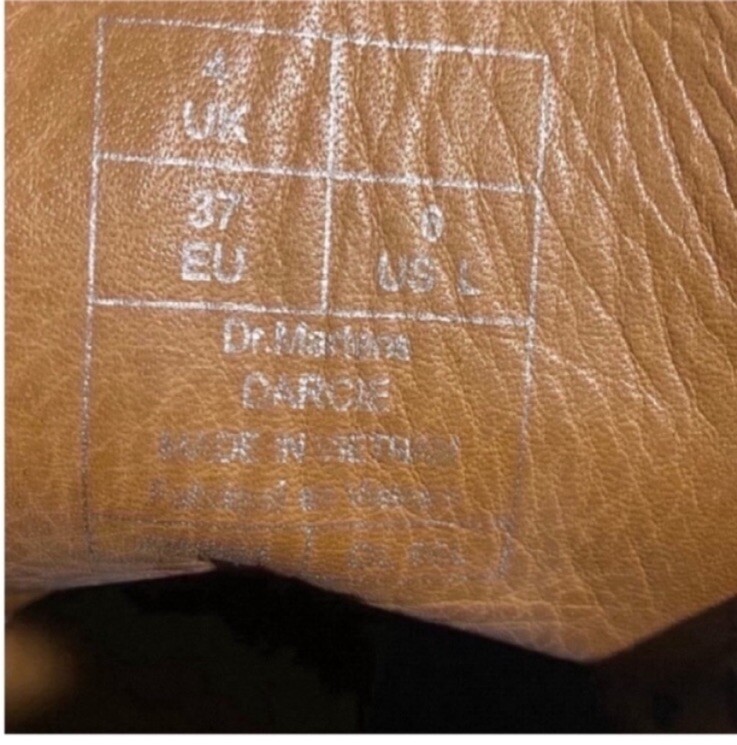 4
UK
37
EU
6
US L
Dr.Martens
DARCIE
MADE IN VIETNAM